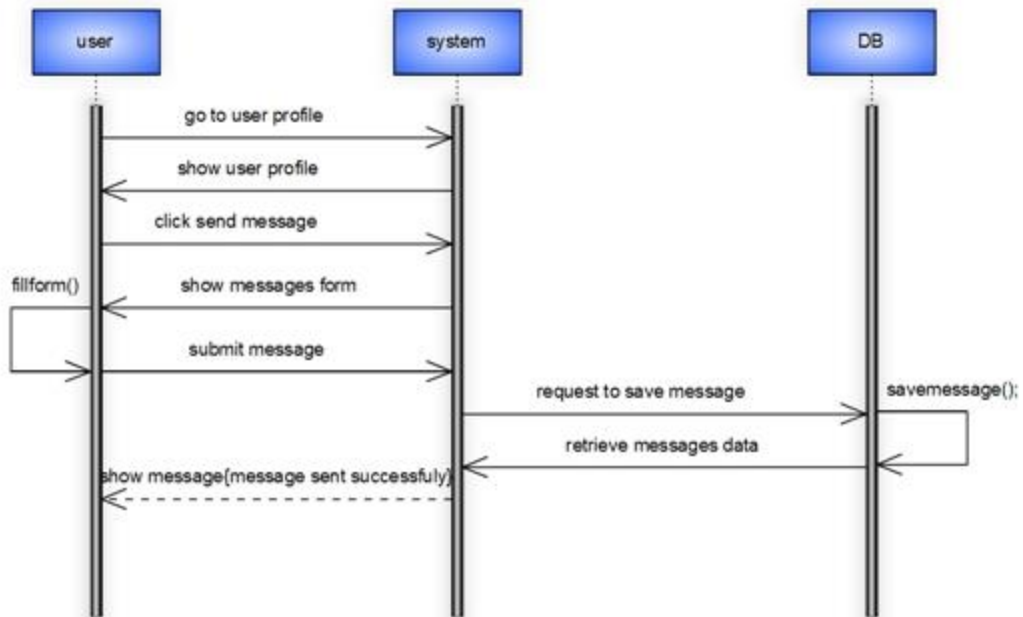 user
system
DB
go to user profile
show user profile
click send message
fillform()
show messages form
submit message
request to save message
savemessage();
retrieve messages data
show message{message sent successfuly}